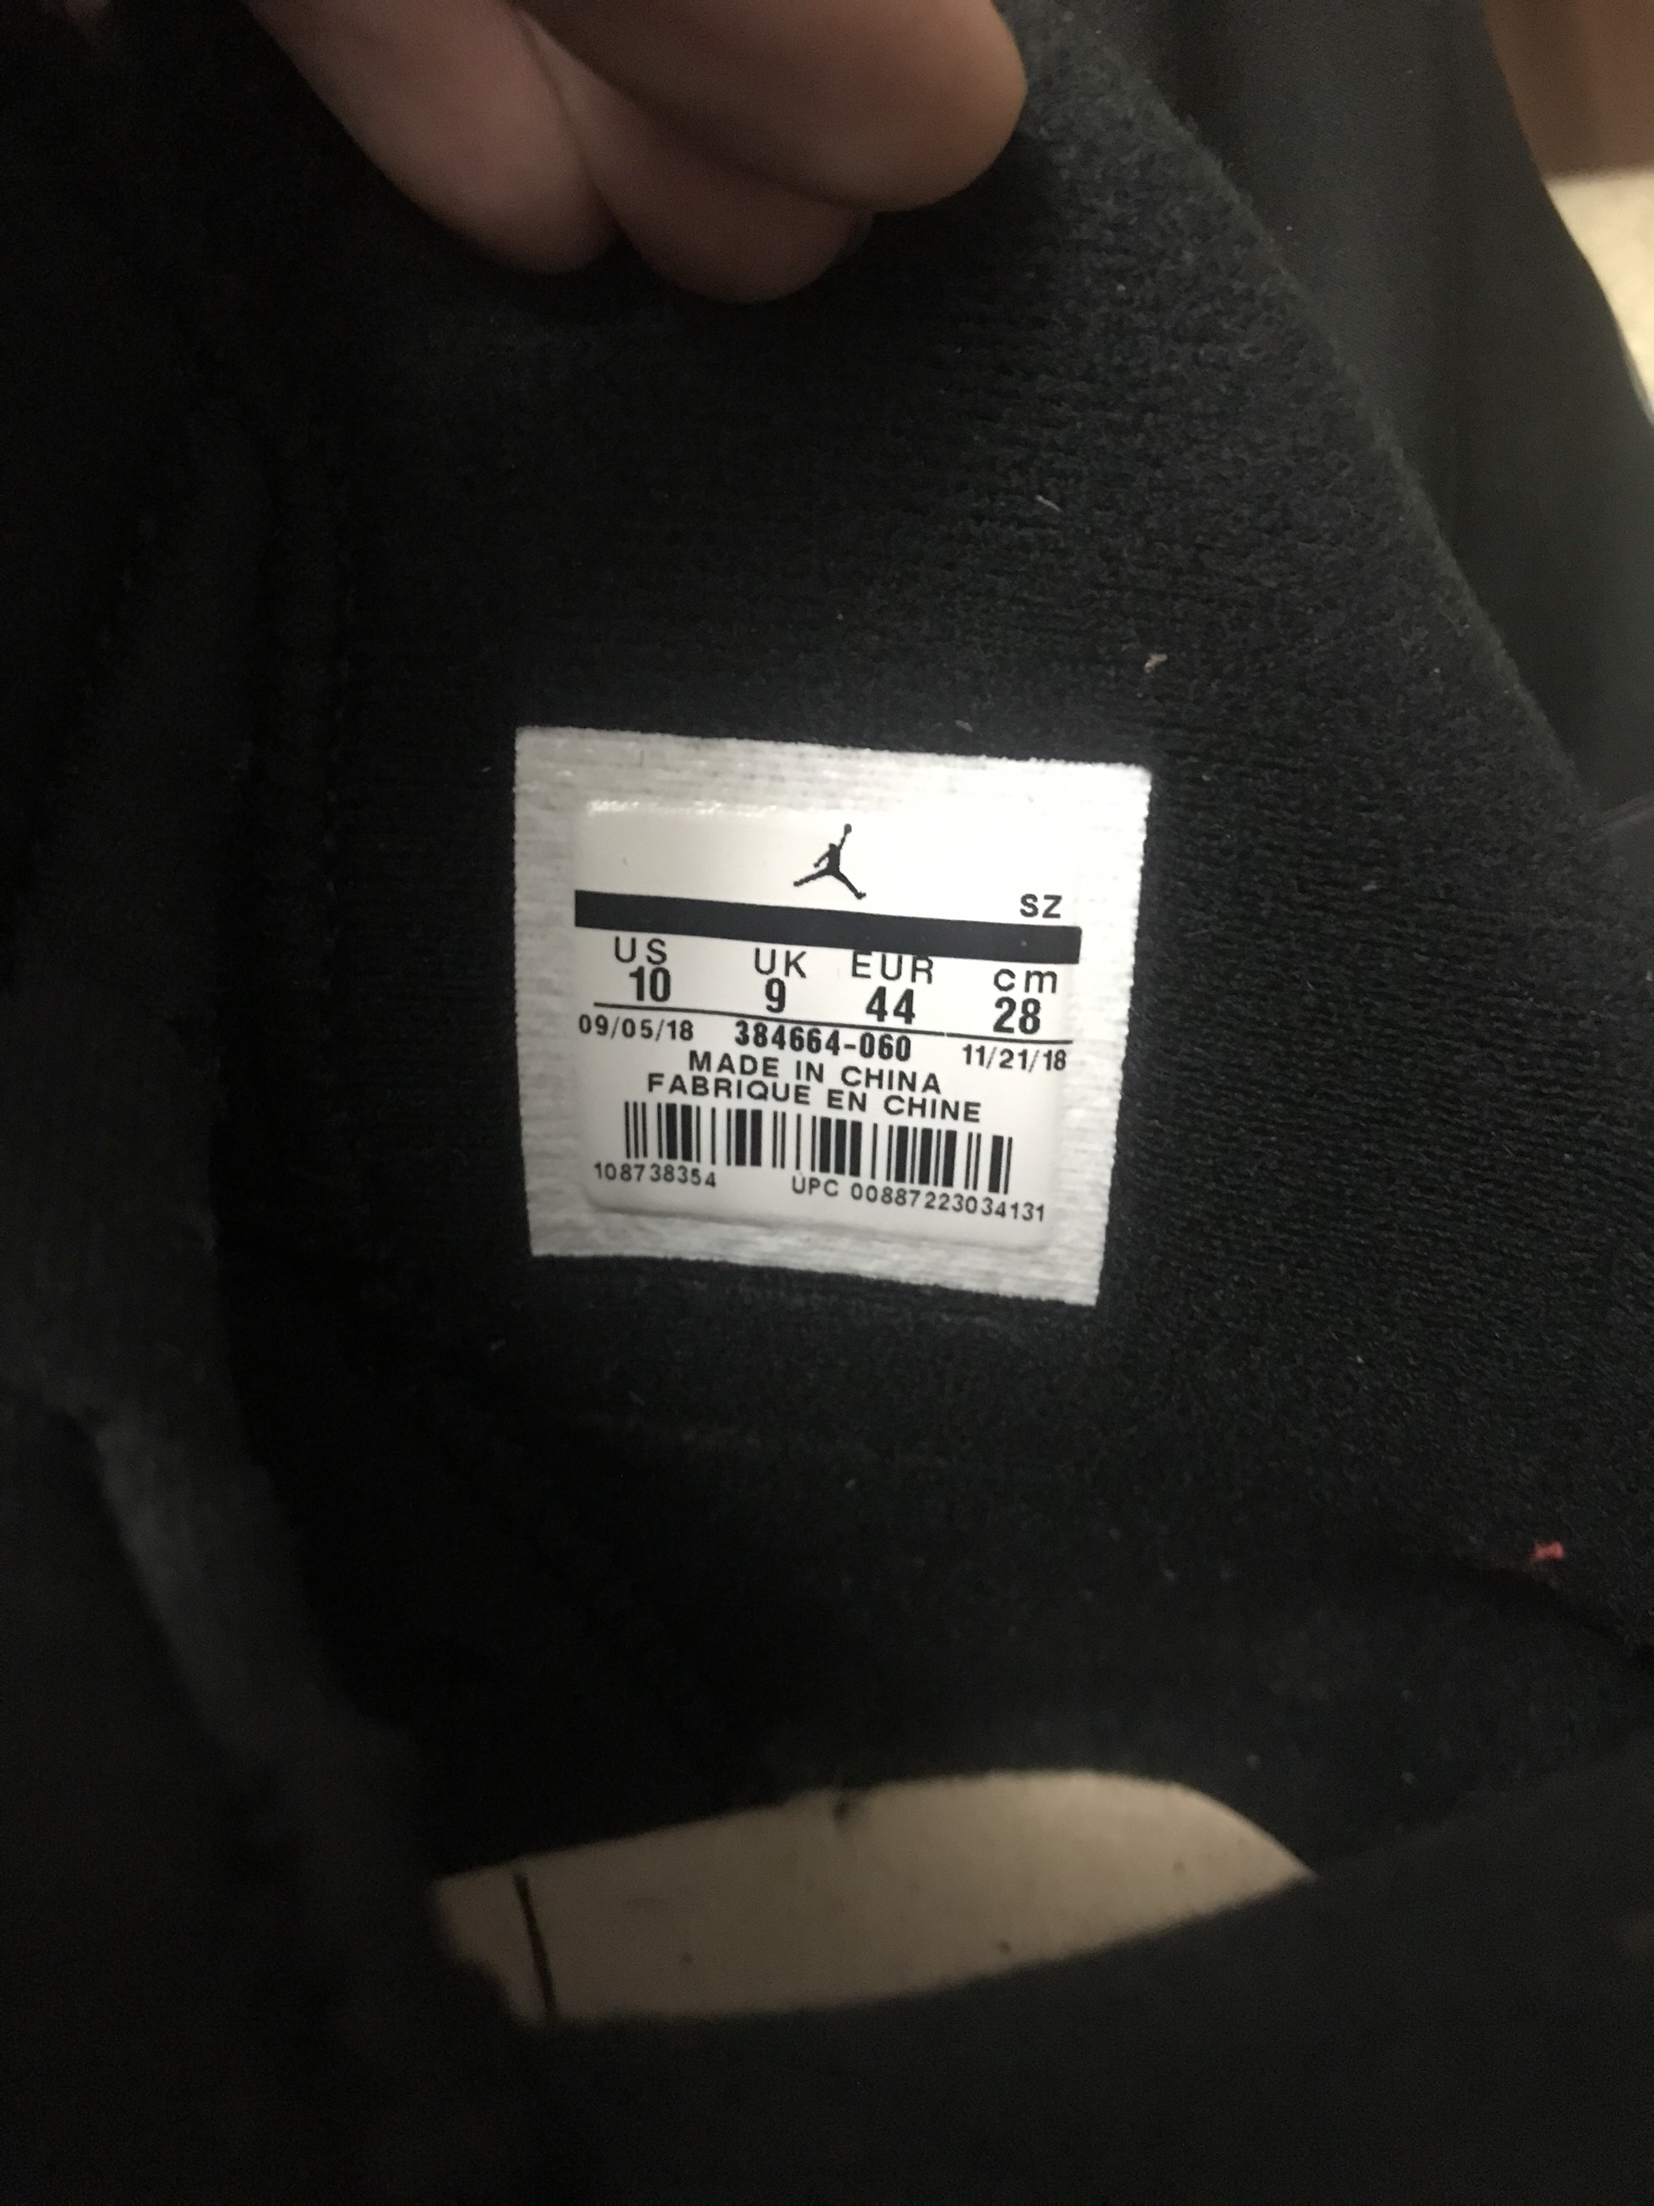 SZ
US UK EUR cm
10 9 44 28
09/05/18 384664-060 11/21/18
MADE IN CHINA
FABRIQUE EN CHINE
108738354 UPC 00887223034131